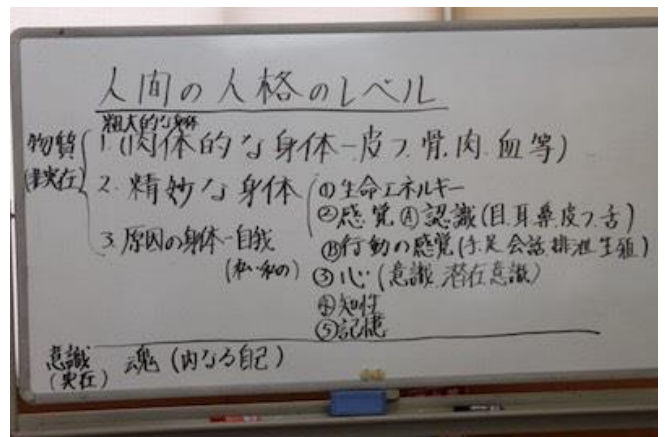 人間の人格のレベル
粗大的な身体
物質 1. (肉体的な身体-皮フ.骨.肉.血等)
(非実在) 2. 精妙な身体 ①生命エネルギー
②感覚 Ⓐ認識(目.耳鼻.皮フ.舌)
3. 原因の身体-自我 Ⓑ行動の感覚(手足会話排泄生殖)
(私・私の) ③心(意識.潜在意識)
④知性
⑤記憶
意識 魂(内なる自己)
(実在)